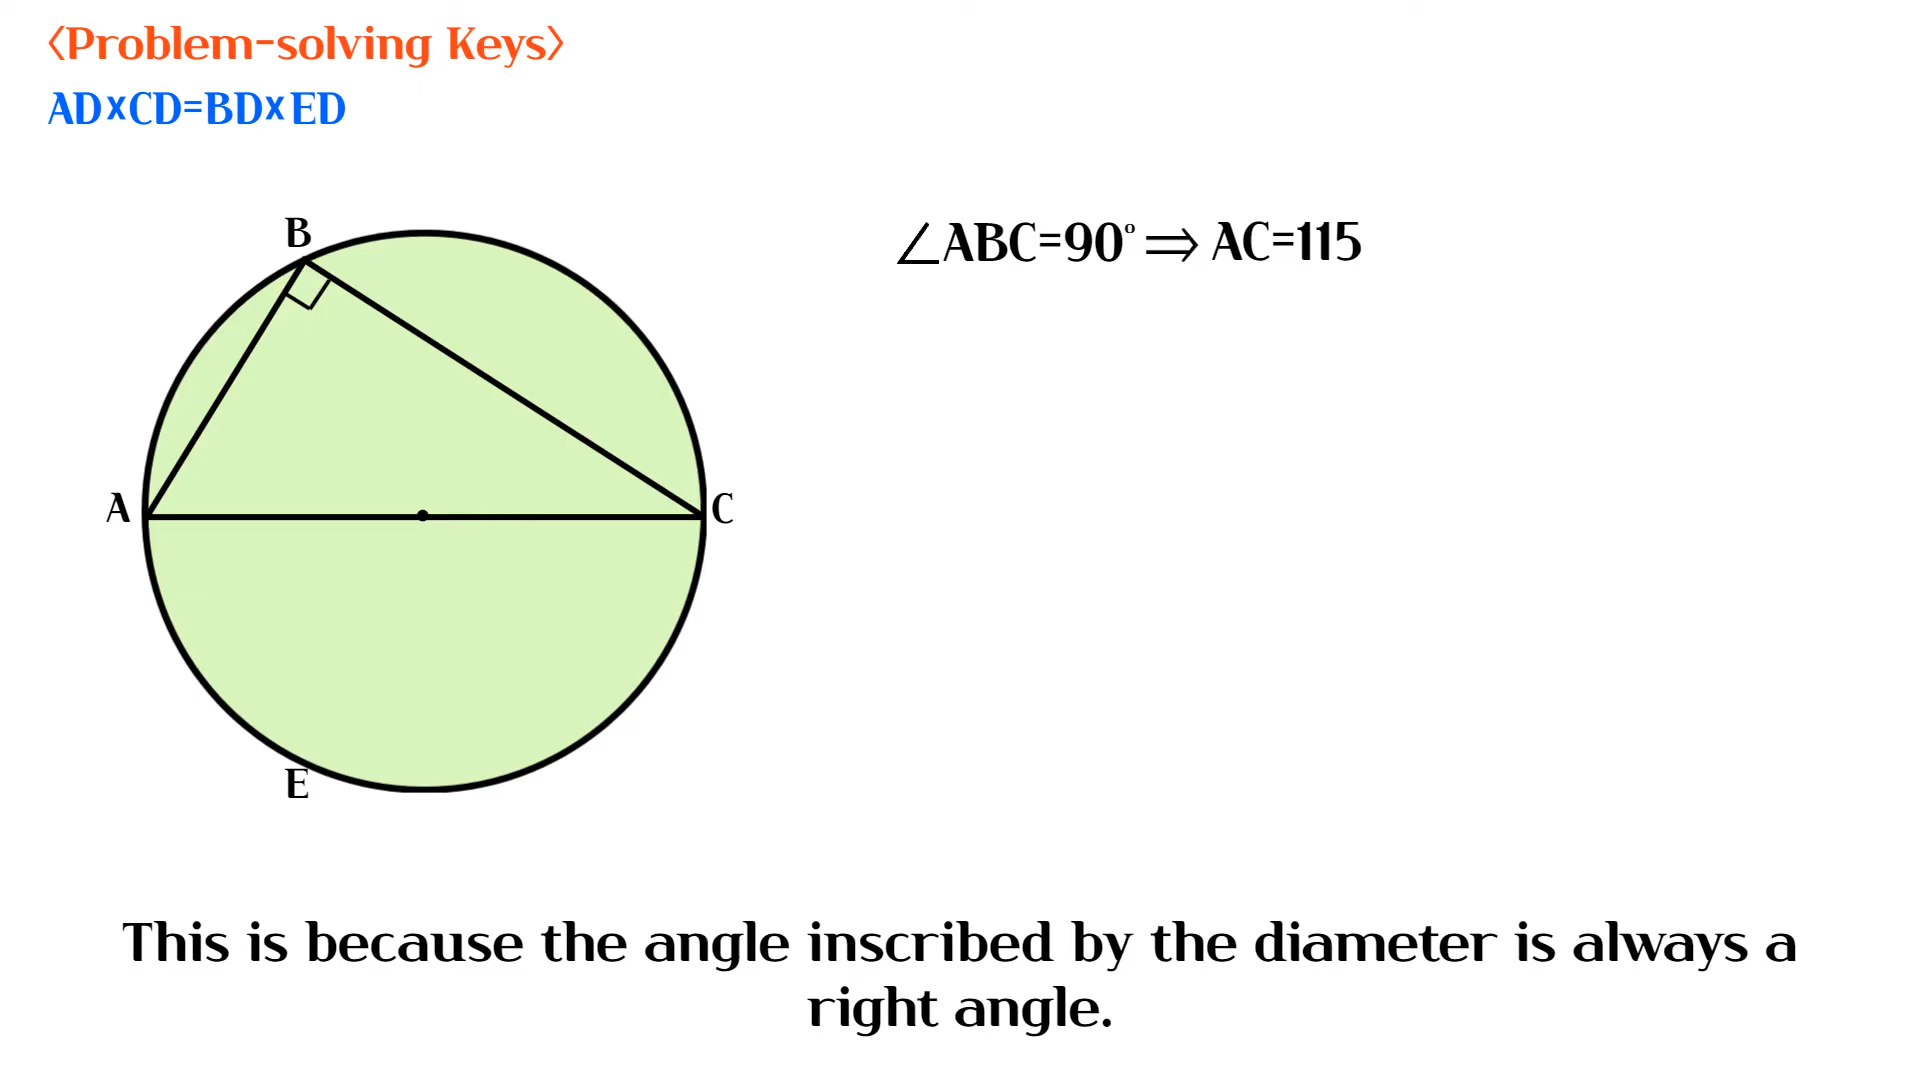 〈Problem-solving Keys〉
AD×CD=BD×ED
B
∠ABC=90° ⇒ AC=115
A
C
E
This is because the angle inscribed by the diameter is always a
right angle.